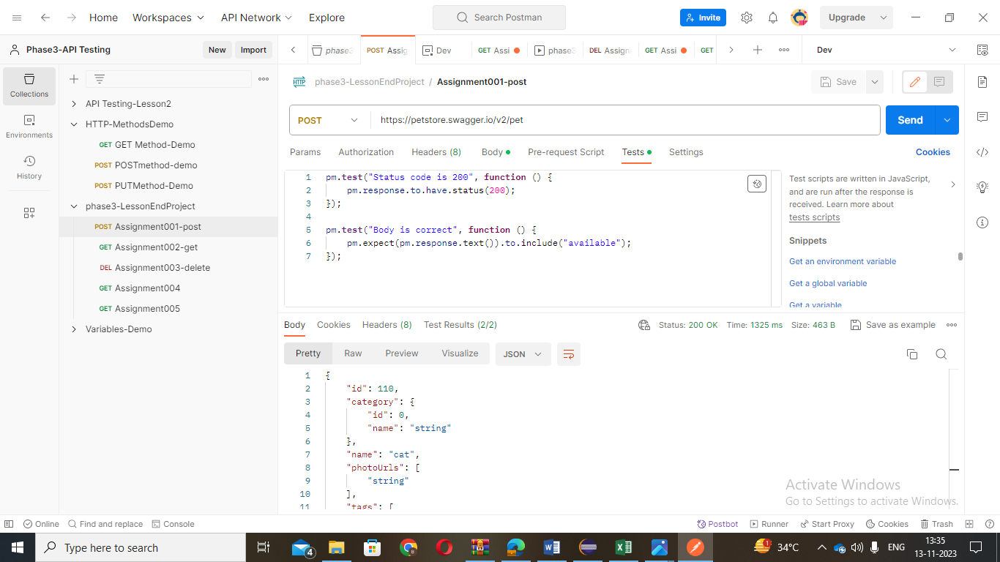 Home Workspaces API Network Explore Search Postman Invite Upgrade
Phase3-API Testing New Import phase3 POST Assig Dev GET Assi phase3 DEL Assign GET Assi GET Dev
Collections
Environments
History
API Testing-Lesson2
HTTP-MethodsDemo
GET GET Method-Demo
POST POSTmethod-demo
POST PUTMethod-Demo
phase3-LessonEndProject
POST Assignment001-post
GET Assignment002-get
DEL Assignment003-delete
GET Assignment004
GET Assignment005
Variables-Demo
HTTP phase3-LessonEndProject / Assignment001-post Save
POST https://petstore.swagger.io/v2/pet Send
Params Authorization Headers (8) Body Pre-request Script Tests Settings Cookies
1 pm.test("Status code is 200", function () {
2 pm.response.to.have.status(200);
3 });
4
5 pm.test("Body is correct", function () {
6 pm.expect(pm.response.text()).to.include("available");
7 });
Test scripts are written in JavaScript,
and are run after the response is
received. Learn more about
tests scripts
Snippets
Get an environment variable
Get a global variable
Get a variable
Body Cookies Headers (8) Test Results (2/2) Status: 200 OK Time: 1325 ms Size: 463 B Save as example
Pretty Raw Preview Visualize JSON
1 {
2 "id": 110,
3 "category": {
4 "id": 0,
5 "name": "string"
6 },
7 "name": "cat",
8 "photoUrls": [
9 "string"
10 ],
11 "tags": [
Activate Windows
Go to Settings to activate Windows.
Online Find and replace Console Postbot Runner Start Proxy Cookies Trash
Type here to search 4 1 34°C ENG 13:35
13-11-2023